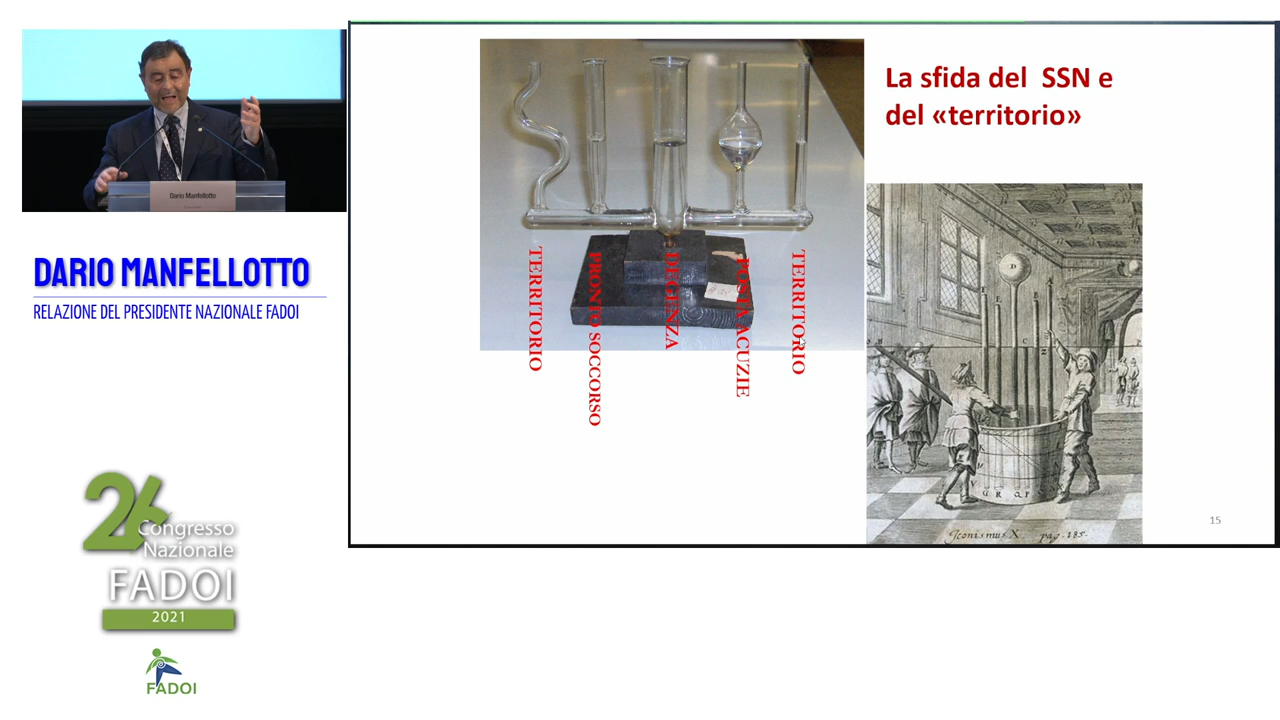 Dario Manfellotto
DARIO MANFELLOTTO
RELAZIONE DEL PRESIDENTE NAZIONALE FADOI
26
Congresso
Nazionale
FADOI
2021
FADOI
La sfida del SSN e
del «territorio»
TERRITORIO
PRONTO SOCCORSO
DEGENZA
POST ACUZIE
TERRITORIO
D
Iconismus X pag. 185.
15